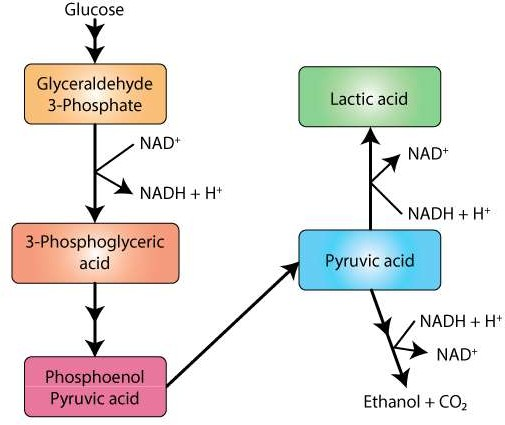 Glucose
Glyceraldehyde
3-Phosphate
NAD⁺
NADH + H⁺
3-Phosphoglyceric
acid
Phosphoenol
Pyruvic acid
Lactic acid
NAD⁺
NADH + H⁺
Pyruvic acid
NADH + H⁺
NAD⁺
Ethanol + CO₂